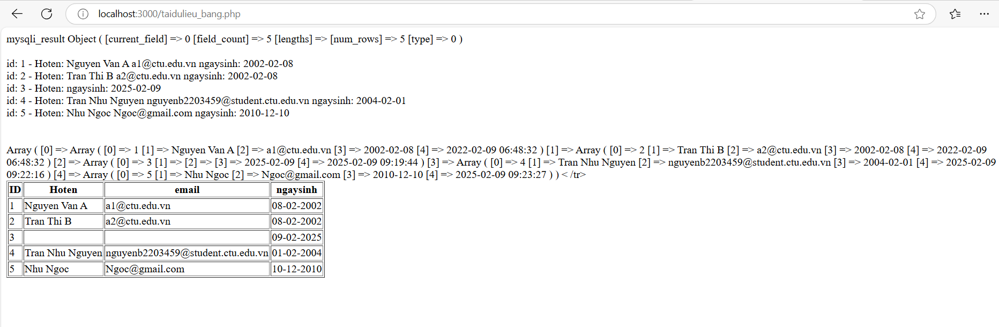 localhost:3000/taidulieu_bang.php
mysqli_result Object ( [current_field] => 0 [field_count] => 5 [lengths] => [num_rows] => 5 [type] => 0 )
id: 1 - Hoten: Nguyen Van A a1@ctu.edu.vn ngaysinh: 2002-02-08
id: 2 - Hoten: Tran Thi B a2@ctu.edu.vn ngaysinh: 2002-02-08
id: 3 - Hoten: ngaysinh: 2025-02-09
id: 4 - Hoten: Tran Nhu Nguyen nguyenb2203459@student.ctu.edu.vn ngaysinh: 2004-02-01
id: 5 - Hoten: Nhu Ngoc Ngoc@gmail.com ngaysinh: 2010-12-10
Array ( [0] => Array ( [0] => 1 [1] => Nguyen Van A [2] => a1@ctu.edu.vn [3] => 2002-02-08 [4] => 2022-02-09 06:48:32 ) [1] => Array ( [0] => 2 [1] => Tran Thi B [2] => a2@ctu.edu.vn [3] => 2002-02-08 [4] => 2022-02-09
06:48:32 ) [2] => Array ( [0] => 3 [1] => [2] => [3] => 2025-02-09 [4] => 2025-02-09 09:19:44 ) [3] => Array ( [0] => 4 [1] => Tran Nhu Nguyen [2] => nguyenb2203459@student.ctu.edu.vn [3] => 2004-02-01 [4] => 2025-02-09
09:22:16 ) [4] => Array ( [0] => 5 [1] => Nhu Ngoc [2] => Ngoc@gmail.com [3] => 2010-12-10 [4] => 2025-02-09 09:23:27 ) ) < /tr>
ID Hoten email ngaysinh
1 Nguyen Van A a1@ctu.edu.vn 08-02-2002
2 Tran Thi B a2@ctu.edu.vn 08-02-2002
3 09-02-2025
4 Tran Nhu Nguyen nguyenb2203459@student.ctu.edu.vn 01-02-2004
5 Nhu Ngoc Ngoc@gmail.com 10-12-2010